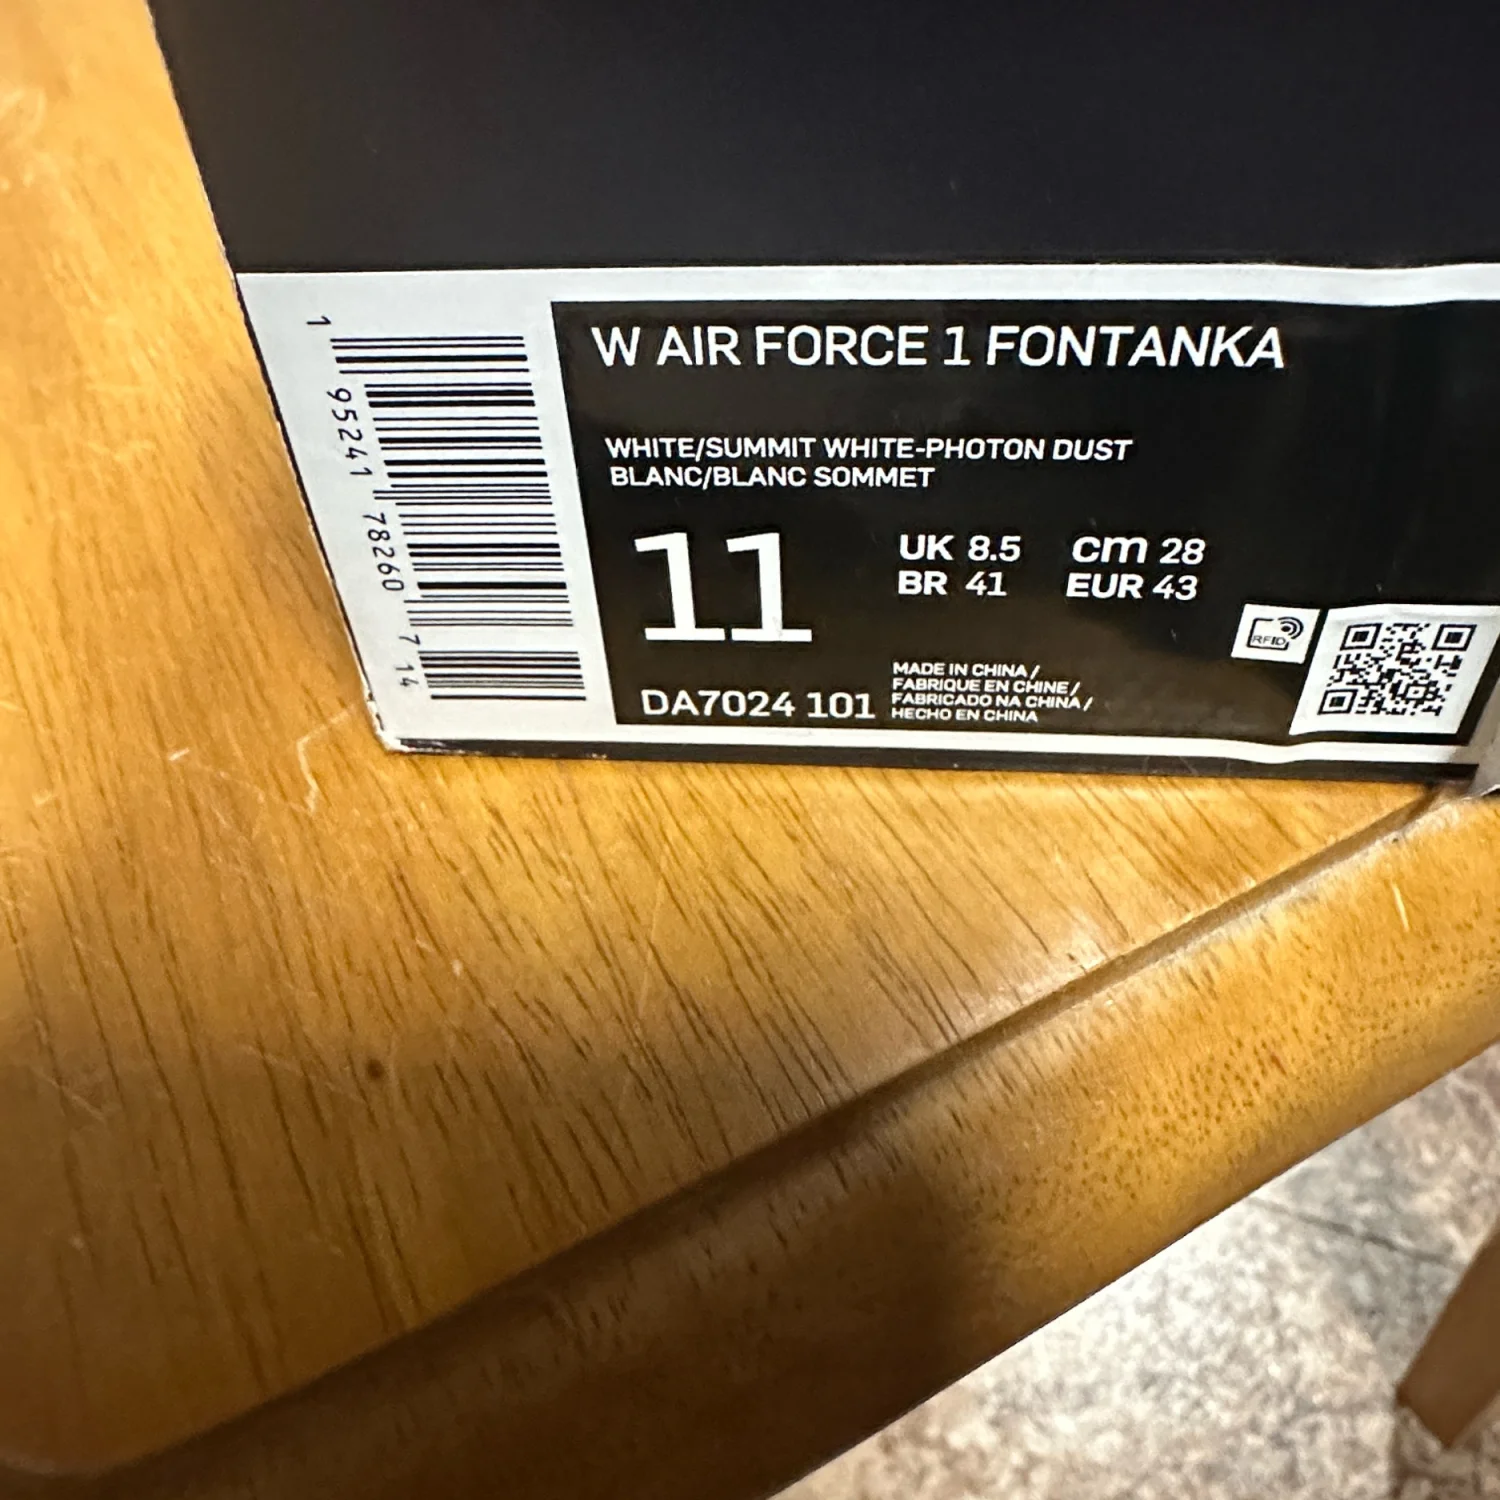 W AIR FORCE 1 FONTANKA
WHITE/SUMMIT WHITE-PHOTON DUST
BLANC/BLANC SOMMET
11
UK 8.5 cm 28
BR 41 EUR 43
DA7024 101
MADE IN CHINA /
FABRIQUE EN CHINE /
FABRICADO NA CHINA /
HECHO EN CHINA
RFID
1 95241 78260 7 14